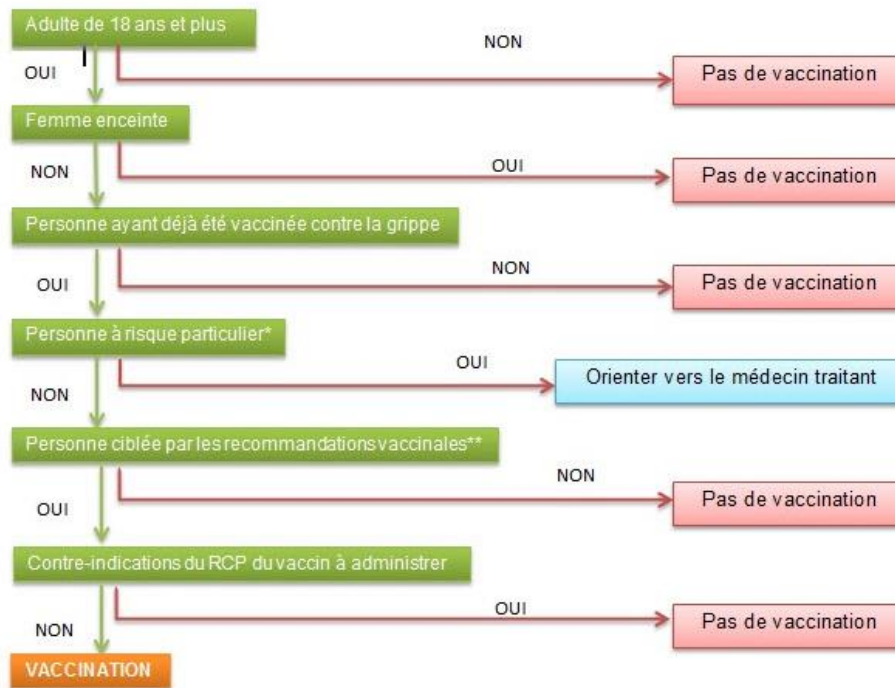 Adulte de 18 ans et plus
NON
OUI
Pas de vaccination
Femme enceinte
NON
OUI
Pas de vaccination
Personne ayant déjà été vaccinée contre la grippe
OUI
NON
Pas de vaccination
Personne à risque particulier*
OUI
NON
Orienter vers le médecin traitant
Personne ciblée par les recommandations vaccinales**
NON
OUI
Pas de vaccination
Contre-indications du RCP du vaccin à administrer
OUI
NON
Pas de vaccination
VACCINATION